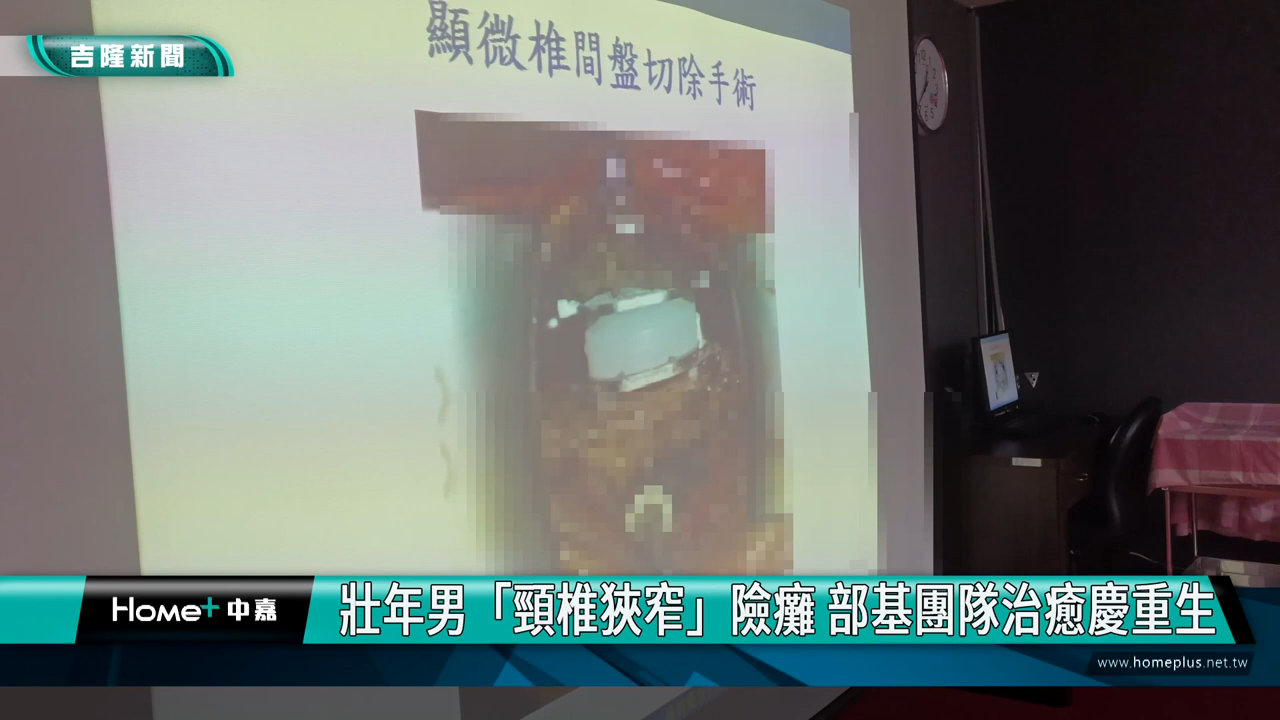 顯微椎間盤切除手術
吉隆新聞
Home+中嘉
壯年男「頸椎狹窄」險癱 部基團隊治癒慶重生
www.homeplus.net.tw